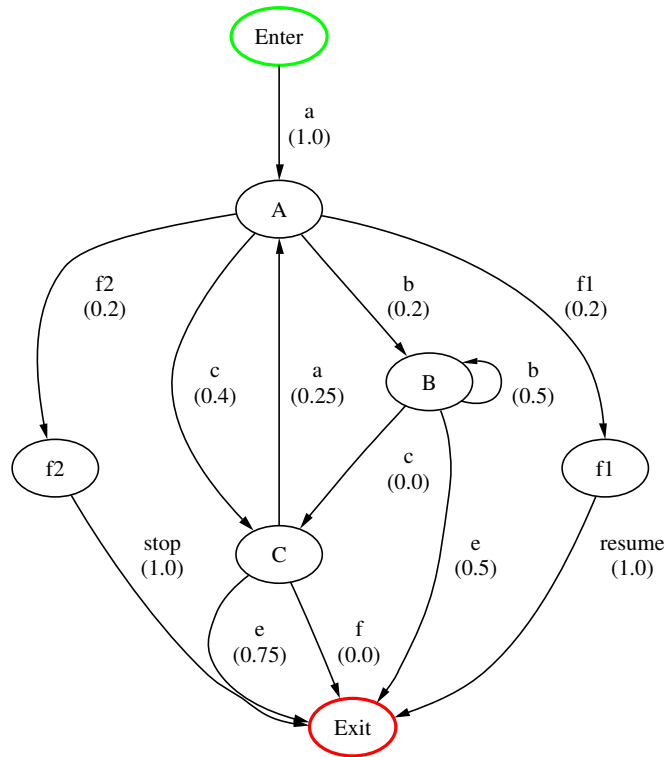 Enter
a
(1.0)
A
f2
(0.2)
b
(0.2)
f1
(0.2)
c
(0.4)
a
(0.25)
B
b
(0.5)
f2
c
(0.0)
f1
stop
(1.0)
C
e
(0.5)
resume
(1.0)
e
(0.75)
f
(0.0)
Exit